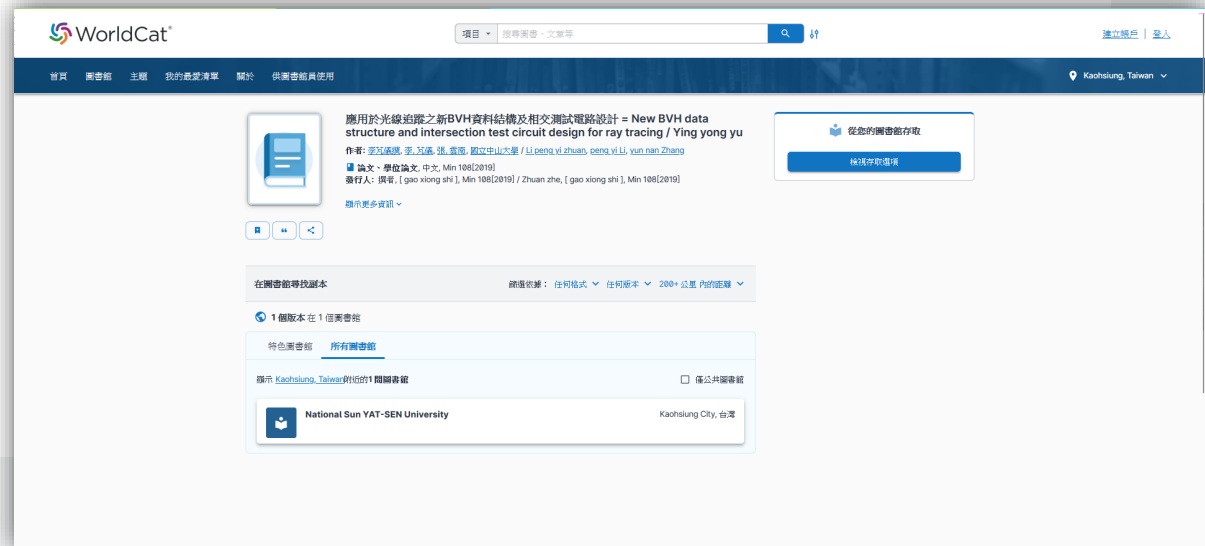 WorldCat®
項目
搜尋圖書、文章等
建立帳戶 | 登入
首頁 圖書館 主題 我的最愛清單 關於 供圖書館員使用
Kaohsiung, Taiwan
應用於光線追蹤之新BVH資料結構及相交測試電路設計 = New BVH data
structure and intersection test circuit design for ray tracing / Ying yong yu
作者: 李芃儀撰, 李, 芃儀, 張, 雲南, 國立中山大學 / Li peng yi zhuan, peng yi Li, yun nan Zhang
論文、學位論文, 中文, Min 108[2019]
發行人: 撰者, [ gao xiong shi ], Min 108[2019] / Zhuan zhe, [ gao xiong shi ], Min 108[2019]
顯示更多資訊
從您的圖書館存取
檢視存取選項
在圖書館尋找副本
篩選依據： 任何格式 任何版本 200+ 公里 內的距離
1 個版本 在 1 個圖書館
特色圖書館 所有圖書館
顯示 Kaohsiung, Taiwan附近的1 間圖書館
僅公共圖書館
National Sun YAT-SEN University
Kaohsiung City, 台灣